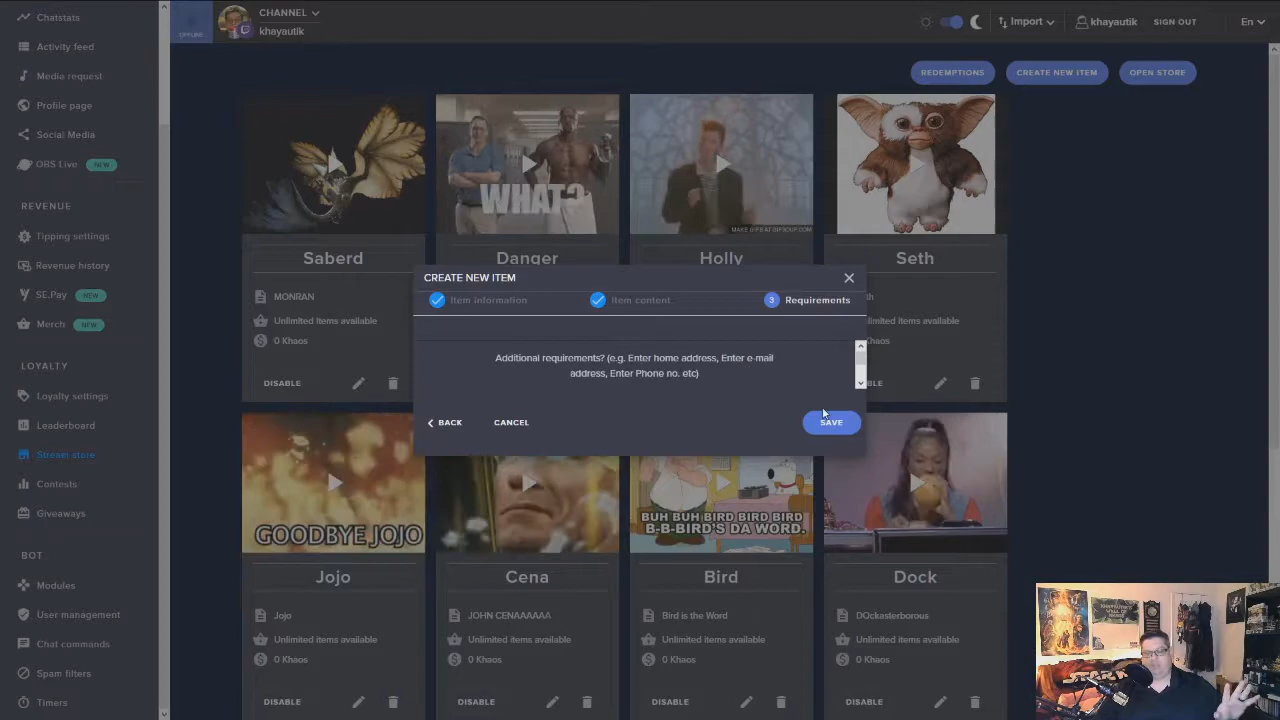 Chatstats
Activity feed
Media request
Profile page
Social Media
OBS Live NEW
REVENUE
Tipping settings
Revenue history
SE.Pay NEW
Merch NEW
LOYALTY
Loyalty settings
Leaderboard
Stream store
Contests
Giveaways
BOT
Modules
User management
Chat commands
Spam filters
Timers
OFFLINE
CHANNEL
khayautik
Import
khayautik
SIGN OUT
En
REDEMPTIONS
CREATE NEW ITEM
OPEN STORE
WHAT?
MAKE GIFS AT GIFSOUP.COM
Saberd
Danger
Holly
Seth
MONRAN
Unlimited items available
0 Khaos
DISABLE
CREATE NEW ITEM
Item information
Item content
3 Requirements
Additional requirements? (e.g. Enter home address, Enter e-mail
address, Enter Phone no. etc)
BACK
CANCEL
SAVE
GOODBYE JOJO
BUH BUH BIRD BIRD BIRD
B-B-BIRD'S DA WORD.
Jojo
Cena
Bird
Dock
Jojo
JOHN CENAAAAAA
Bird is the Word
DOckasterborous
Unlimited items available
Unlimited items available
Unlimited items available
Unlimited items available
0 Khaos
0 Khaos
0 Khaos
0 Khaos
DISABLE
DISABLE
DISABLE
DISABLE
STAR